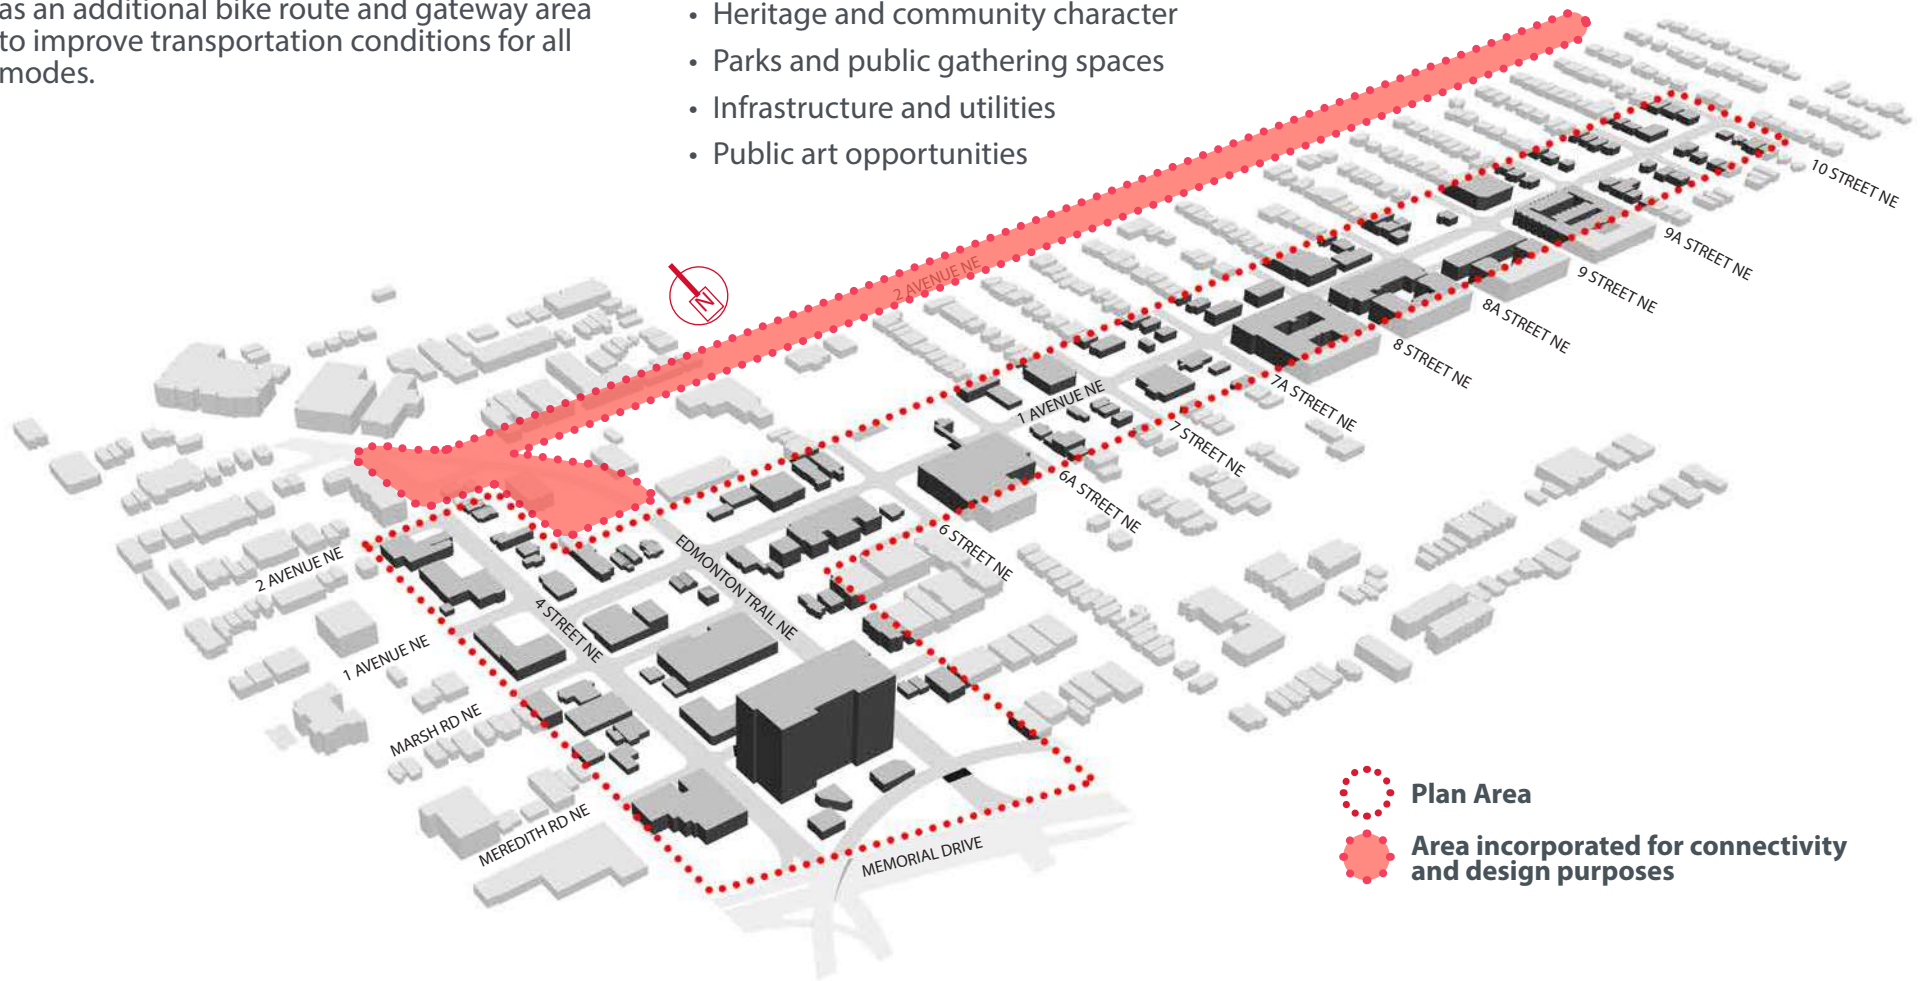 as an additional bike route and gateway area
to improve transportation conditions for all
modes.
• Heritage and community character
• Parks and public gathering spaces
• Infrastructure and utilities
• Public art opportunities
N
2 AVENUE NE
10 STREET NE
9A STREET NE
9 STREET NE
8A STREET NE
8 STREET NE
7A STREET NE
7 STREET NE
1 AVENUE NE
6A STREET NE
6 STREET NE
EDMONTON TRAIL NE
4 STREET NE
2 AVENUE NE
1 AVENUE NE
MARSH RD NE
MEREDITH RD NE
MEMORIAL DRIVE
Plan Area
Area incorporated for connectivity
and design purposes